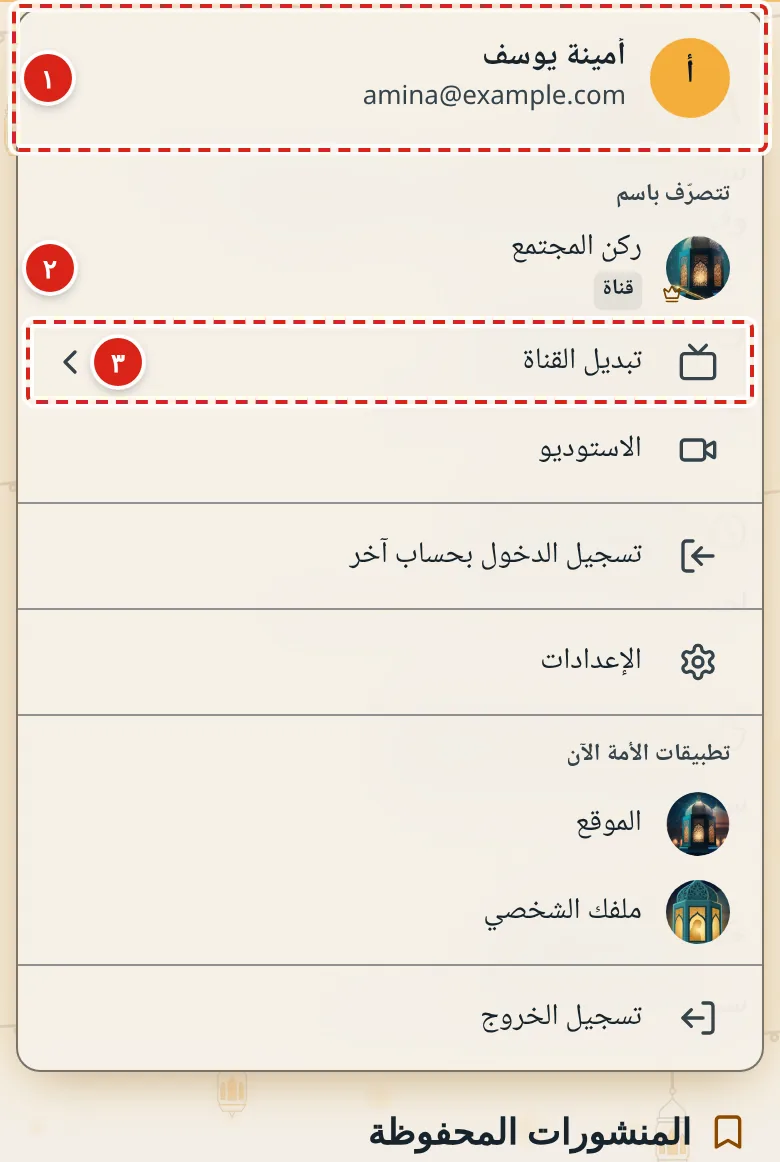 أ
أمينة يوسف
amina@example.com
١
تتصرّف باسم
ركن المجتمع
قناة
٢
تبديل القناة
٣
الاستوديو
تسجيل الدخول بحساب آخر
الإعدادات
تطبيقات الأمة الآن
الموقع
ملفك الشخصي
تسجيل الخروج
المنشورات المحفوظة